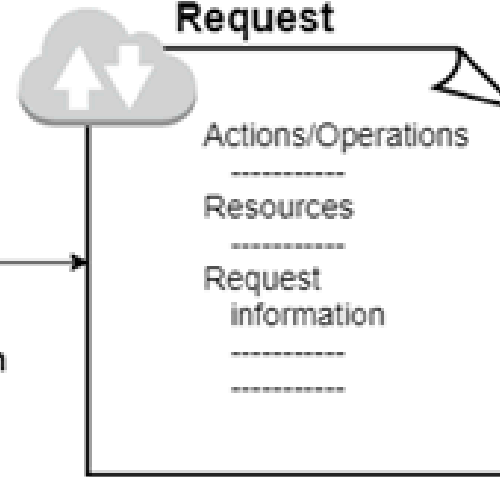 Request
Actions/Operations
-----------
Resources
-----------
Request
information
-----------
-----------